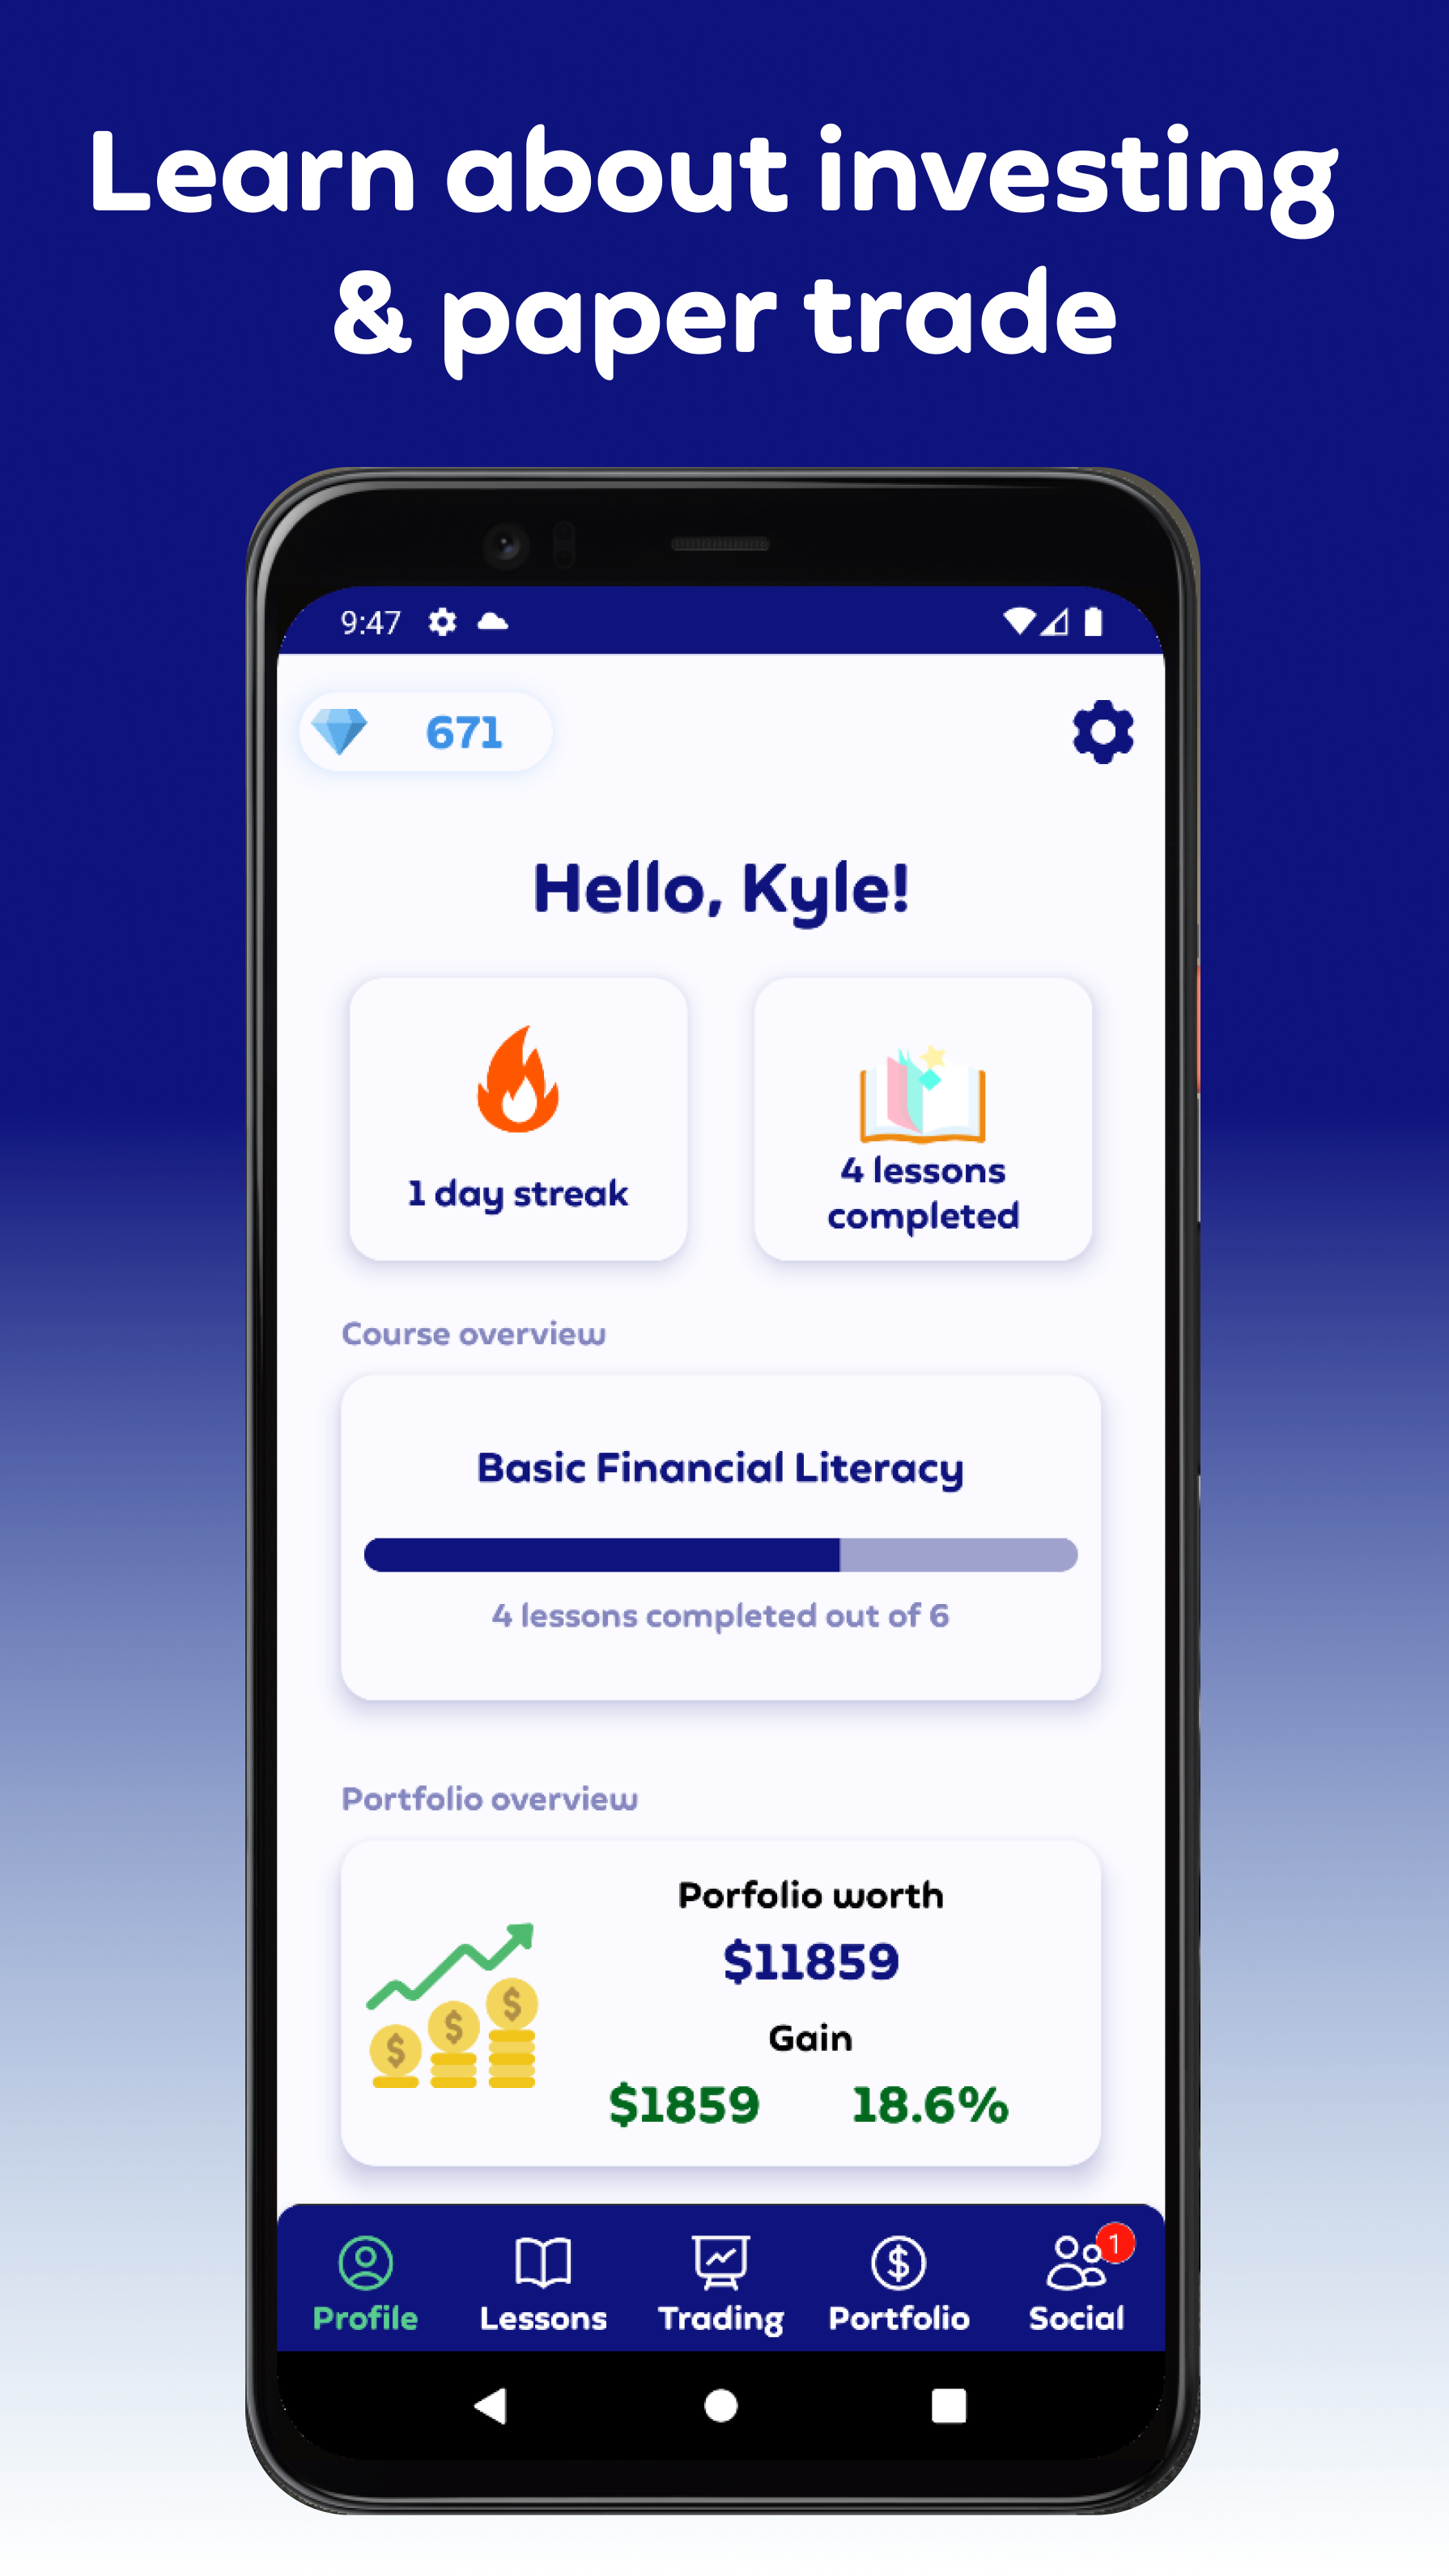 Learn about investing
& paper trade
9:47
671
Hello, Kyle!
1 day streak
4 lessons
completed
Course overview
Basic Financial Literacy
4 lessons completed out of 6
Portfolio overview
Porfolio worth
$11859
Gain
$1859 18.6%
1
Profile Lessons Trading Portfolio Social